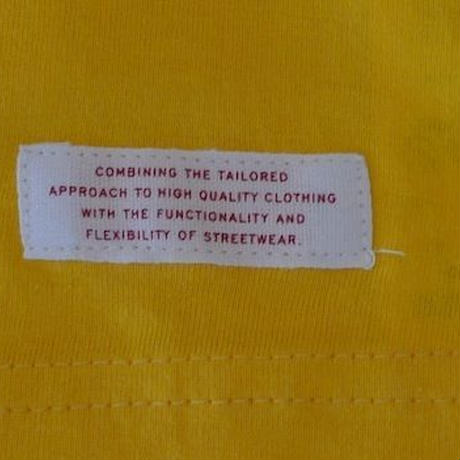 COMBINING THE TAILORED
APPROACH TO HIGH QUALITY CLOTHING
WITH THE FUNCTIONALITY AND
FLEXIBILITY OF STREETWEAR.